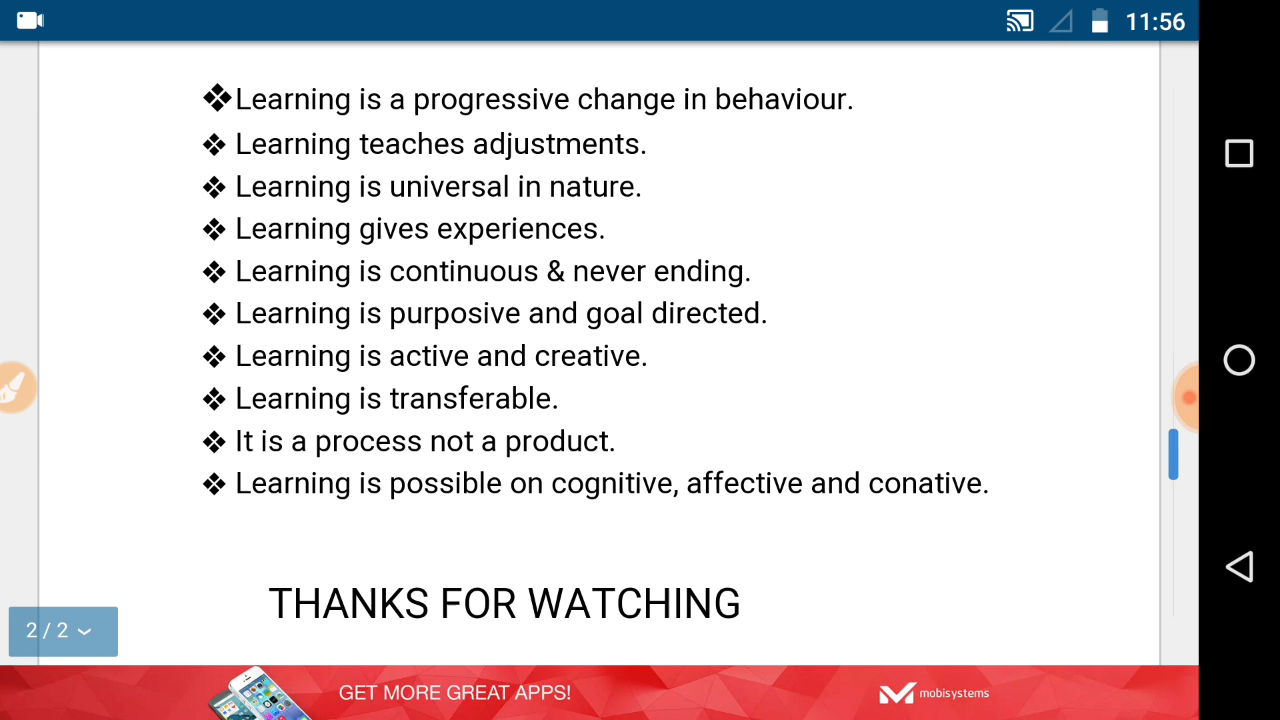 11:56
❖Learning is a progressive change in behaviour.
❖ Learning teaches adjustments.
❖ Learning is universal in nature.
❖ Learning gives experiences.
❖ Learning is continuous & never ending.
❖ Learning is purposive and goal directed.
❖ Learning is active and creative.
❖ Learning is transferable.
❖ It is a process not a product.
❖ Learning is possible on cognitive, affective and conative.
THANKS FOR WATCHING
2 / 2
GET MORE GREAT APPS!
mobisystems